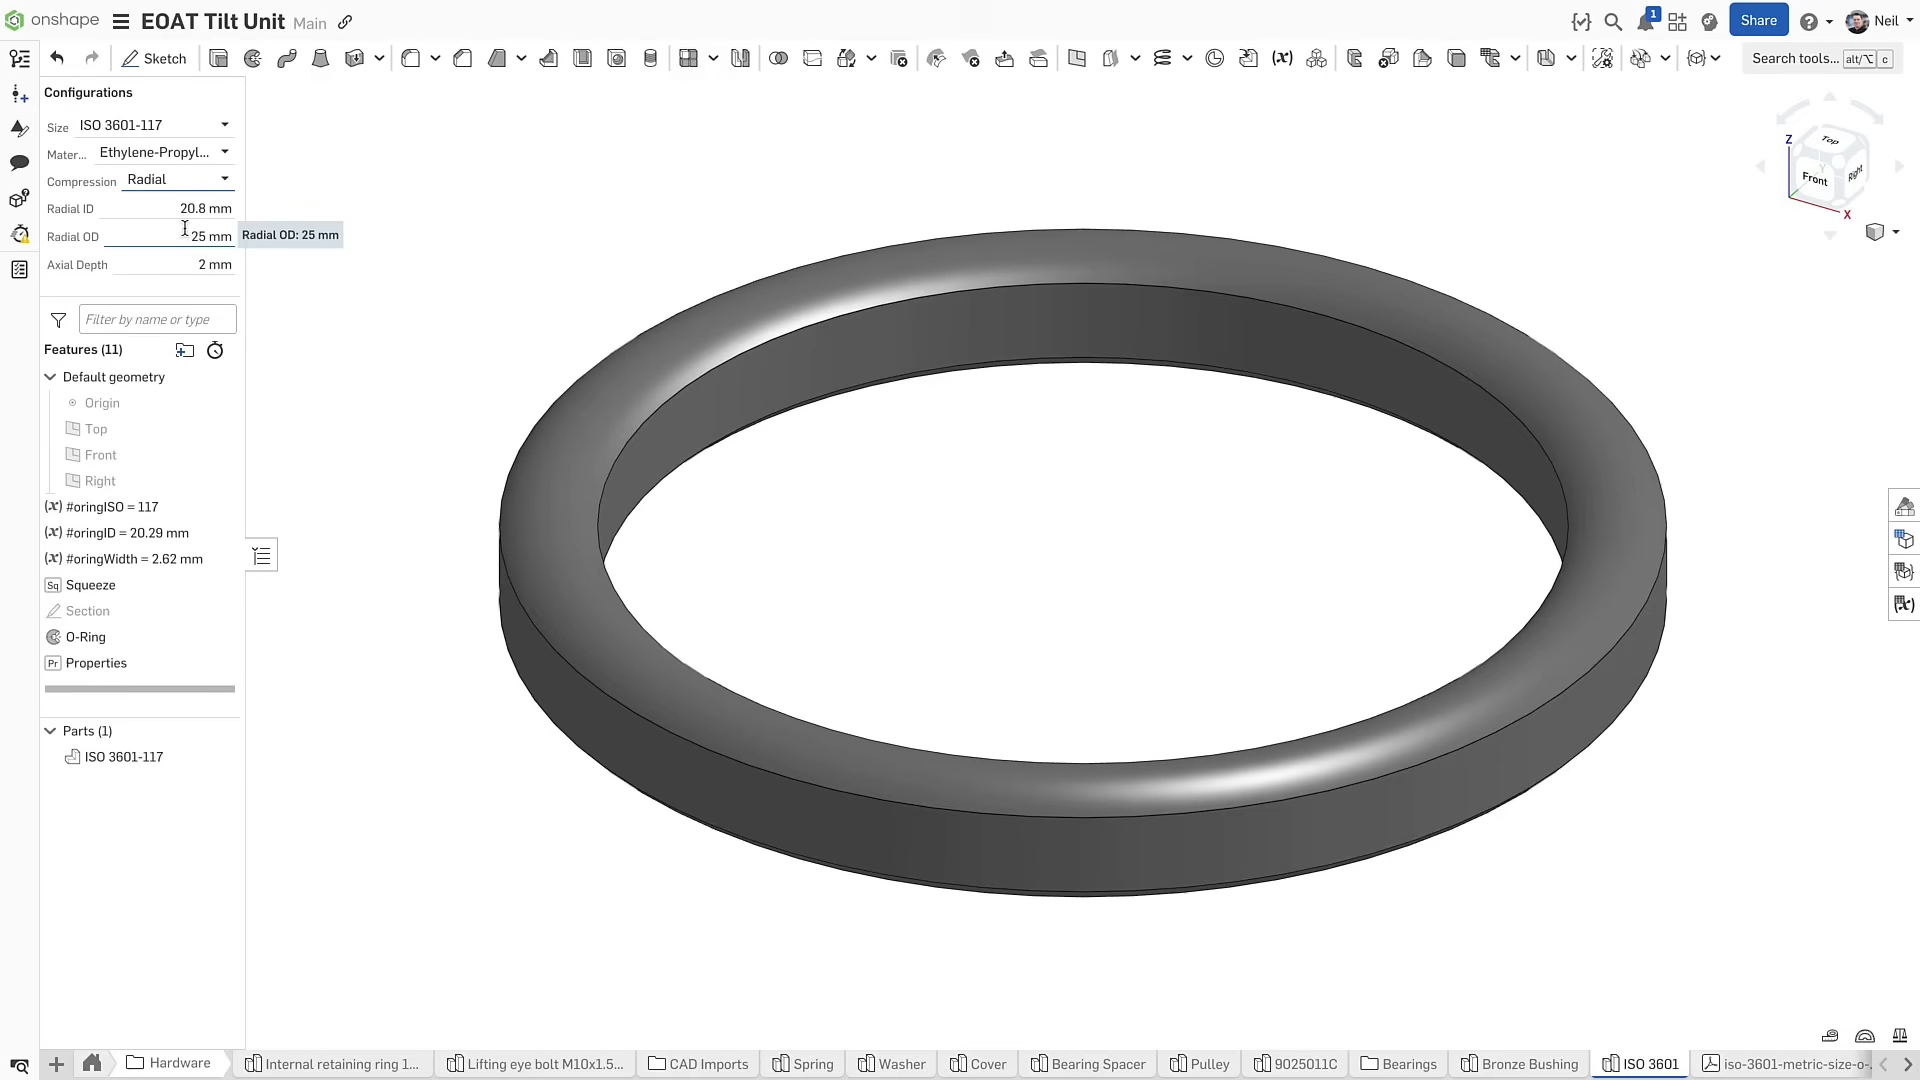 onshape
EOAT Tilt Unit Main
1
Share
Neil
Sketch
Search tools... alt/⌥ c
Configurations
Size ISO 3601-117
Mater... Ethylene-Propyl...
Compression Radial
Radial ID 20.8 mm
Radial OD 25 mm
Radial OD: 25 mm
Axial Depth 2 mm
Filter by name or type
Features (11)
Default geometry
Origin
Top
Front
Right
(x) #oringISO = 117
(x) #oringID = 20.29 mm
(x) #oringWidth = 2.62 mm
Sq Squeeze
Section
O-Ring
Pr Properties
Parts (1)
ISO 3601-117
Z
Top
Y
Front
Right
X
Hardware
Internal retaining ring 1...
Lifting eye bolt M10x1.5...
CAD Imports
Spring
Washer
Cover
Bearing Spacer
Pulley
9025011C
Bearings
Bronze Bushing
ISO 3601
iso-3601-metric-size-o-